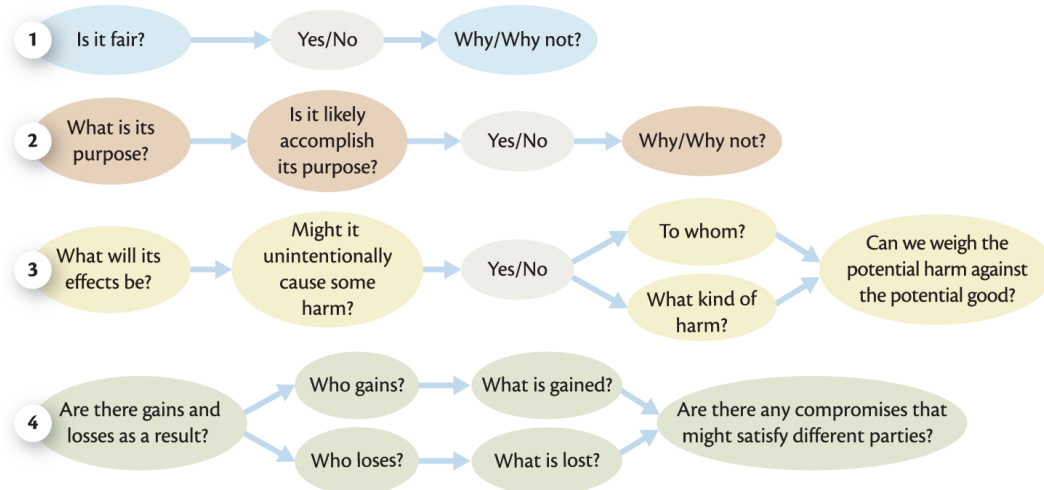 1
Is it fair?
Yes/No
Why/Why not?
2
What is its
purpose?
Is it likely
accomplish
its purpose?
Yes/No
Why/Why not?
3
What will its
effects be?
Might it
unintentionally
cause some
harm?
Yes/No
To whom?
What kind of
harm?
Can we weigh the
potential harm against
the potential good?
4
Are there gains and
losses as a result?
Who gains?
What is gained?
Who loses?
What is lost?
Are there any compromises that
might satisfy different parties?